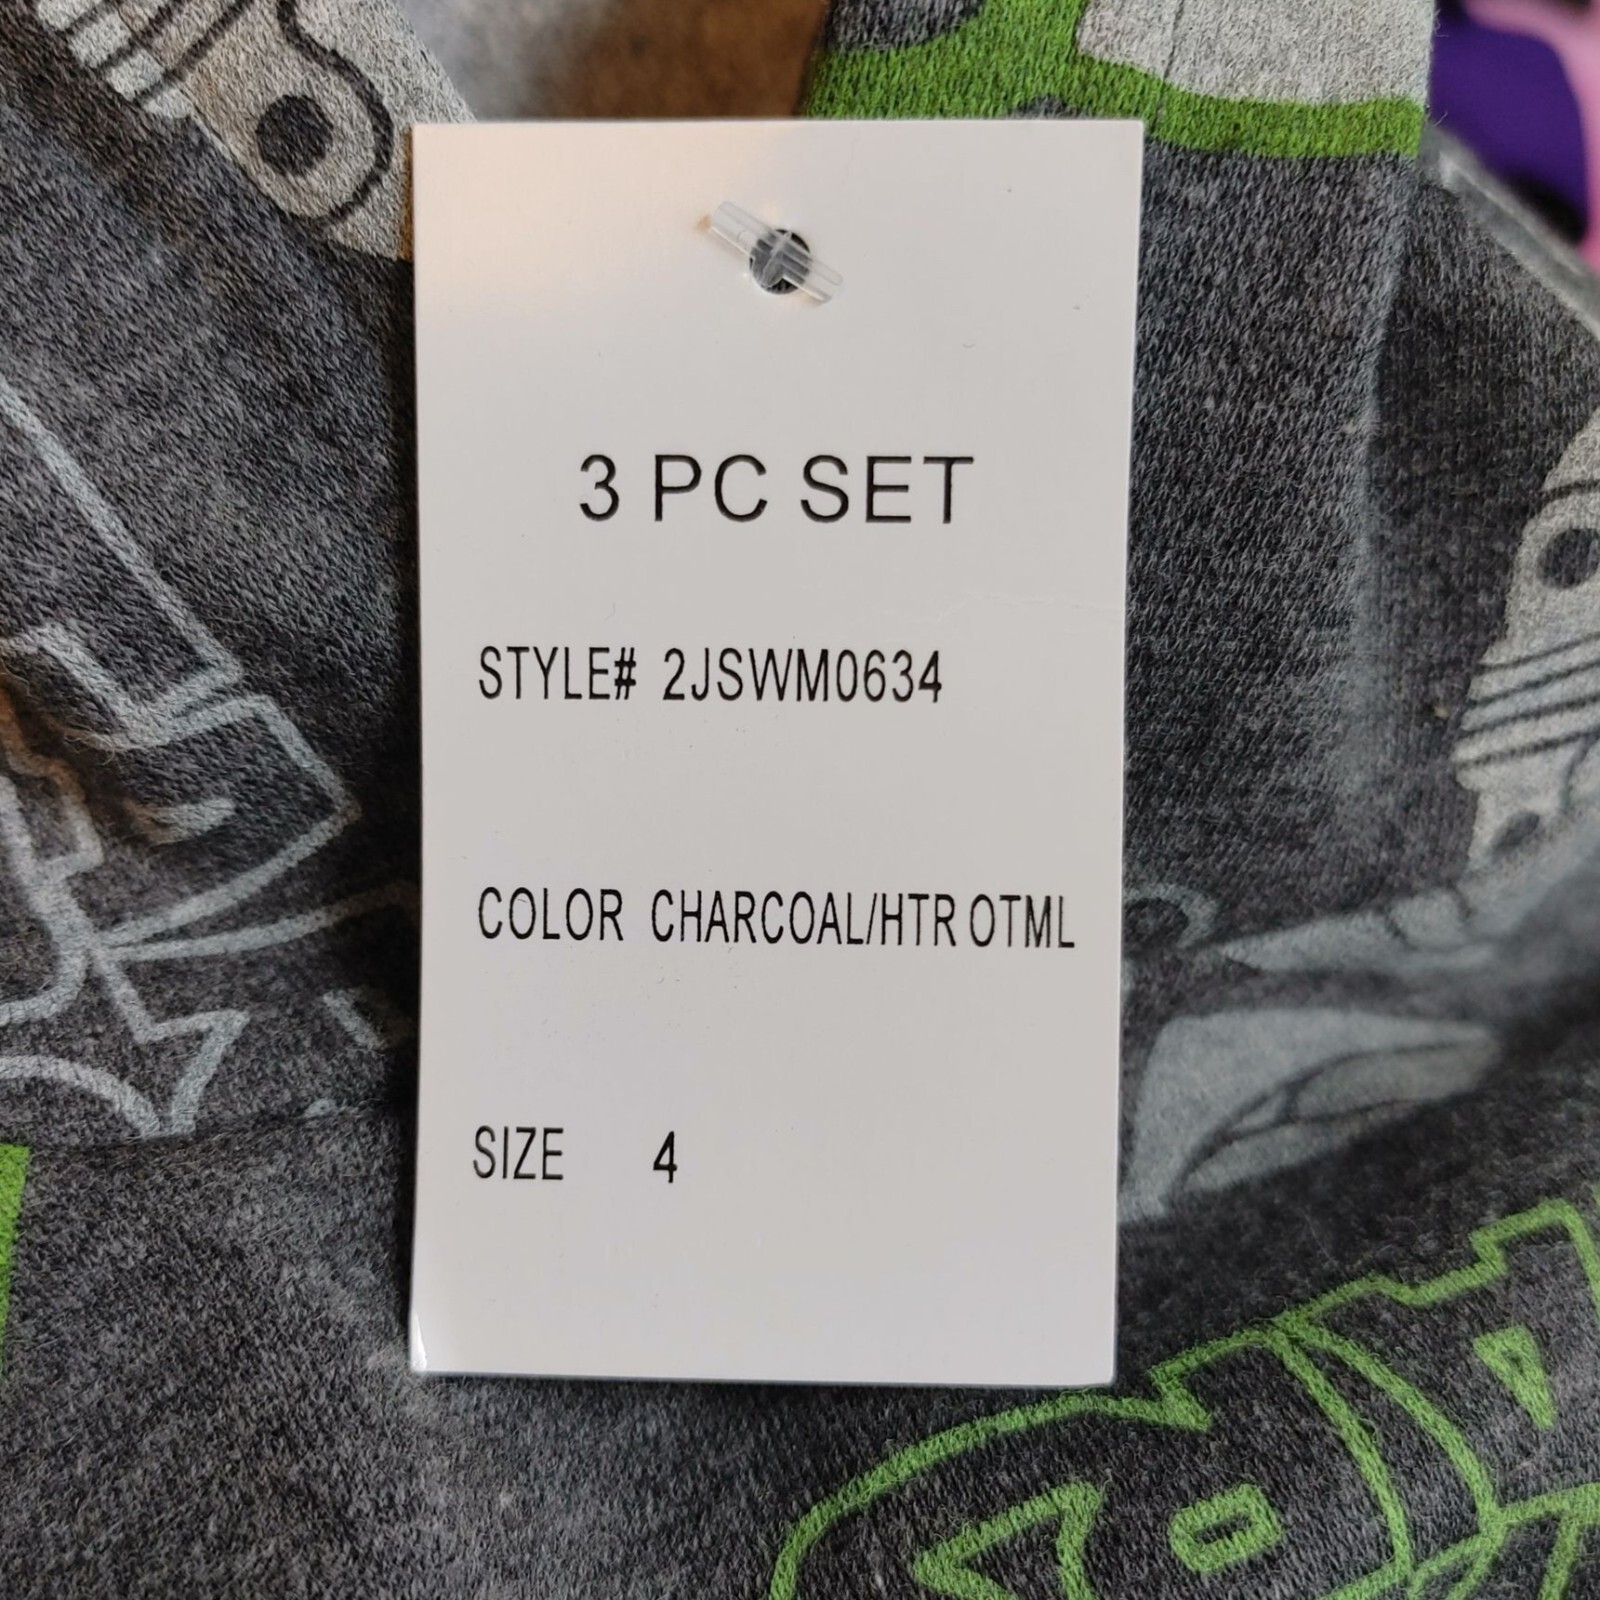 3 PC SET
STYLE# 2JSWM0634
COLOR CHARCOAL/HTR OTML
SIZE 4